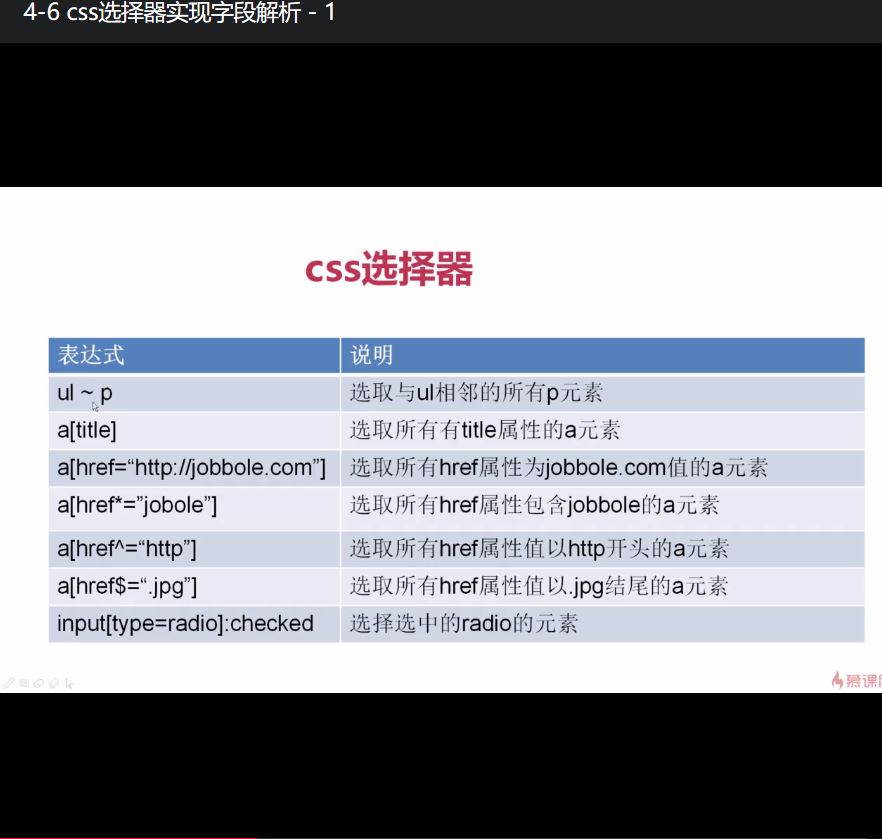 4-6 css选择器实现字段解析 - 1
css选择器
表达式 说明
ul ~ p 选取与ul相邻的所有p元素
a[title] 选取所有有title属性的a元素
a[href=“http://jobbole.com”] 选取所有href属性为jobbole.com值的a元素
a[href*=”jobole”] 选取所有href属性包含jobbole的a元素
a[href^=“http”] 选取所有href属性值以http开头的a元素
a[href$=“.jpg”] 选取所有href属性值以.jpg结尾的a元素
input[type=radio]:checked 选择选中的radio的元素
慕课